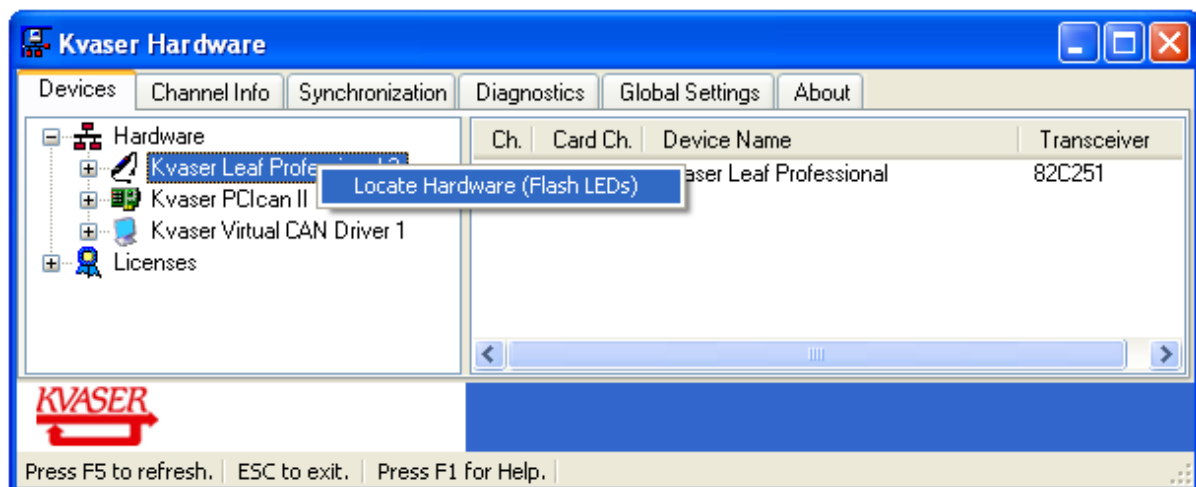 Kvaser Hardware
Devices Channel Info Synchronization Diagnostics Global Settings About
Hardware
Ch. Card Ch. Device Name Transceiver
Kvaser Leaf
Locate Hardware (Flash LEDs)
Leaf Professional 82C251
Kvaser PCIcan II
Kvaser Virtual CAN Driver 1
Licenses
KVASER
Press F5 to refresh. ESC to exit. Press F1 for Help.